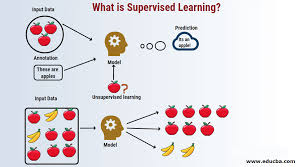 What is Supervised Learning?
Input Data
Prediction
Its an
apple!
Annotation
These are
apples
Model
?
Unsupervised learning
Input Data
Model
www.educba.com